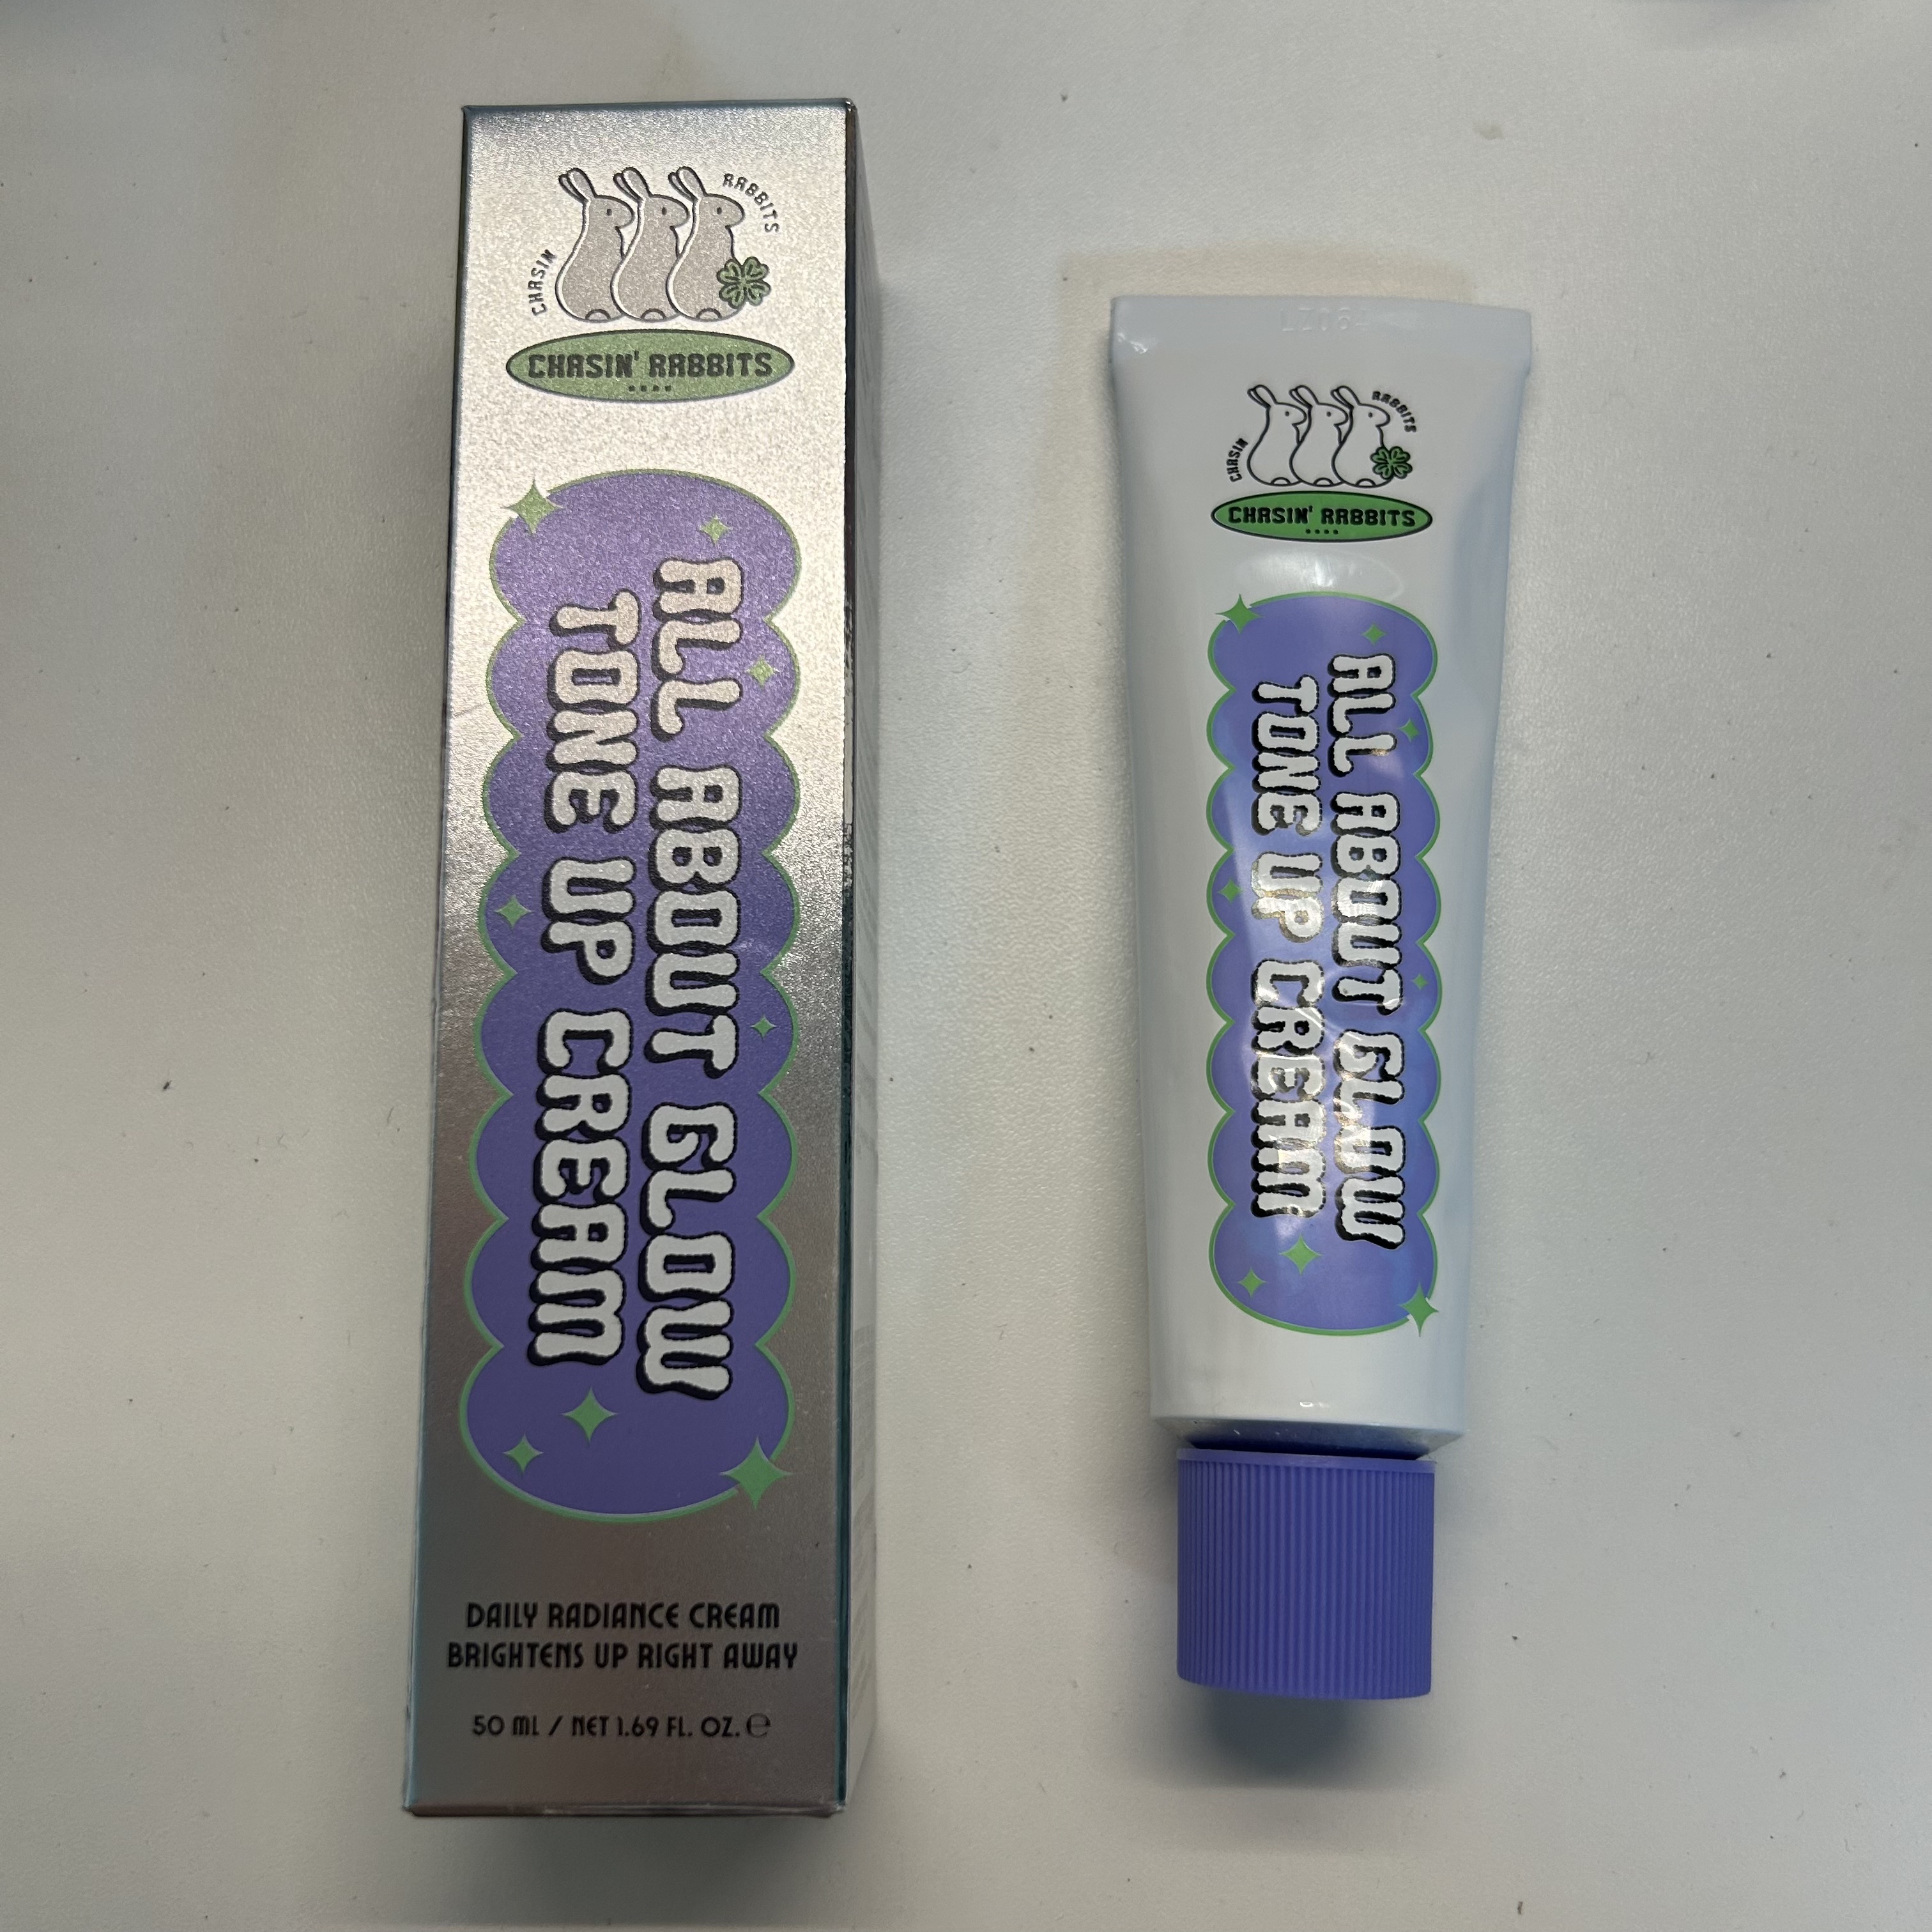 CHASIN RABBITS
CHASIN' RABBITS
ALL ABOUT GLOW
TONE UP CREAM
DAILY RADIANCE CREAM
BRIGHTENS UP RIGHT AWAY
50 ML / NET 1.69 FL. OZ. ℮
CHASIN RABBITS
CHASIN' RABBITS
ALL ABOUT GLOW
TONE UP CREAM